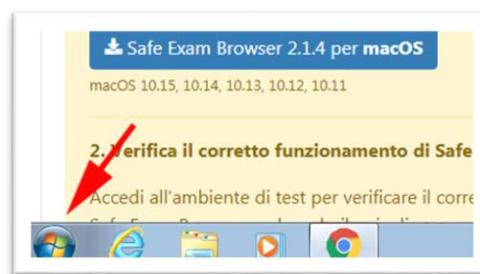 Safe Exam Browser 2.1.4 per macOS
macOS 10.15, 10.14, 10.13, 10.12, 10.11
2. Verifica il corretto funzionamento di Safe
Accedi all'ambiente di test per verificare il corre